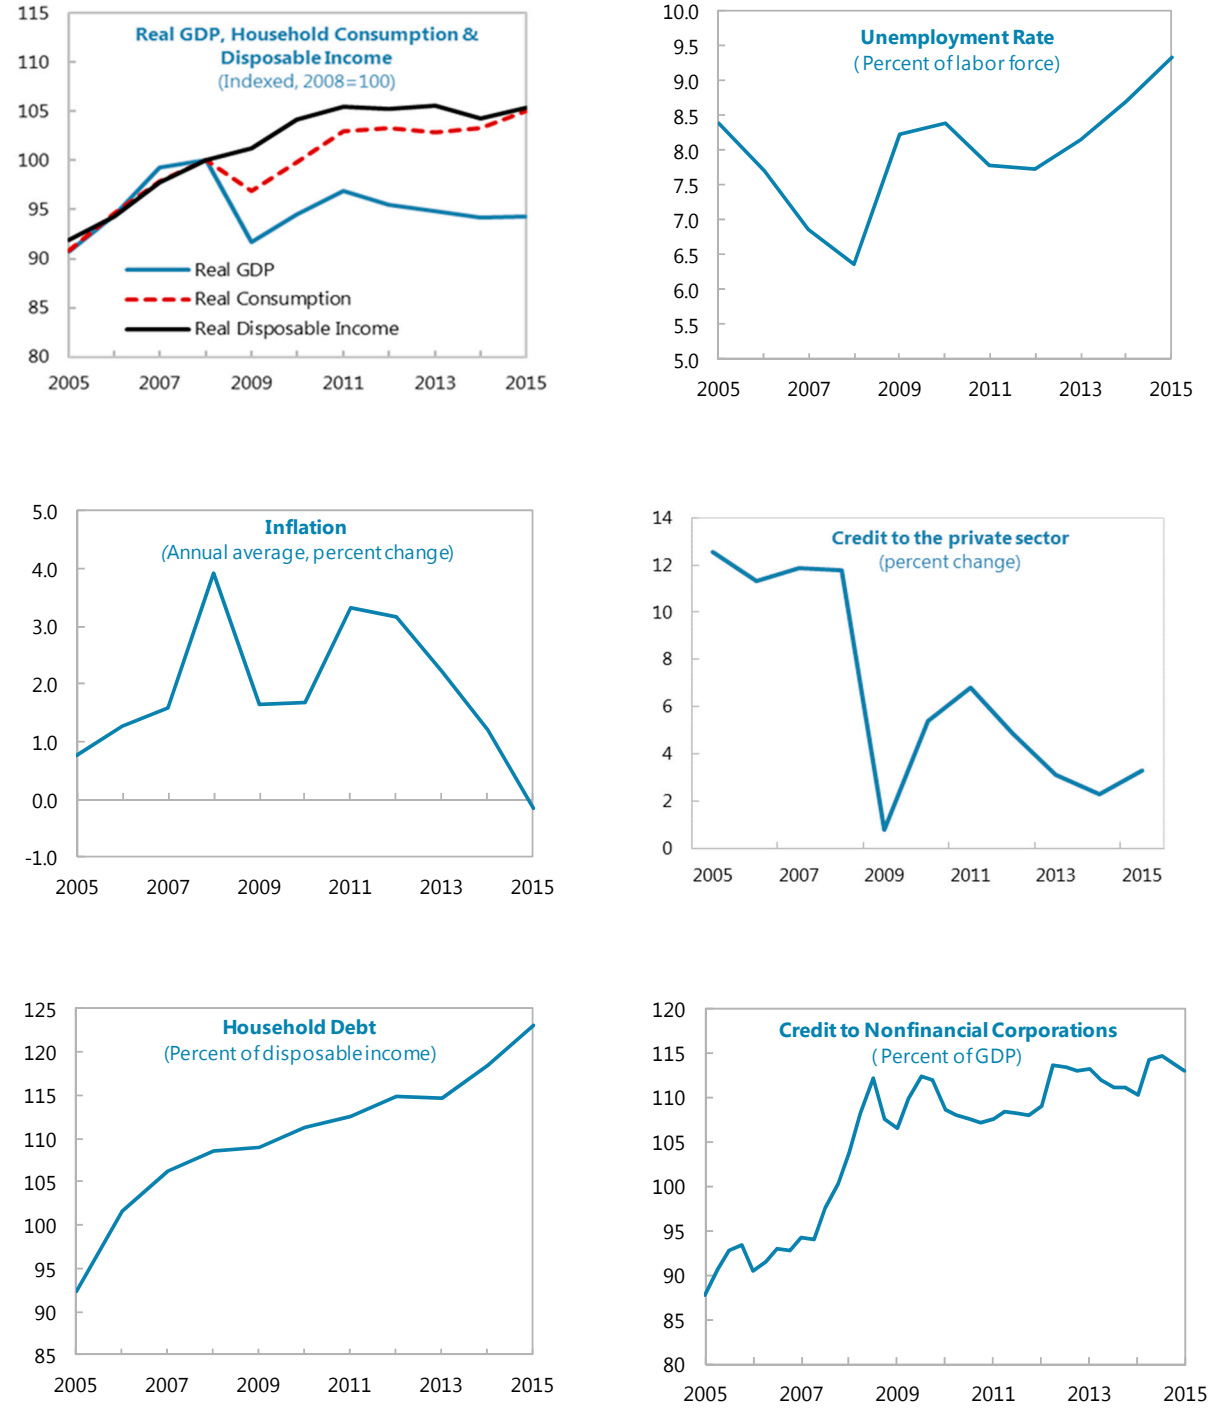 Real GDP, Household Consumption &
Disposable Income
(Indexed, 2008=100)
115
110
105
100
95
90
85
80
Real GDP
Real Consumption
Real Disposable Income
2005 2007 2009 2011 2013 2015
Unemployment Rate
(Percent of labor force)
10.0
9.5
9.0
8.5
8.0
7.5
7.0
6.5
6.0
5.5
5.0
2005 2007 2009 2011 2013 2015
Inflation
(Annual average, percent change)
5.0
4.0
3.0
2.0
1.0
0.0
-1.0
2005 2007 2009 2011 2013 2015
Credit to the private sector
(percent change)
14
12
10
8
6
4
2
0
2005 2007 2009 2011 2013 2015
Household Debt
(Percent of disposable income)
125
120
115
110
105
100
95
90
85
2005 2007 2009 2011 2013 2015
Credit to Nonfinancial Corporations
(Percent of GDP)
120
115
110
105
100
95
90
85
80
2005 2007 2009 2011 2013 2015